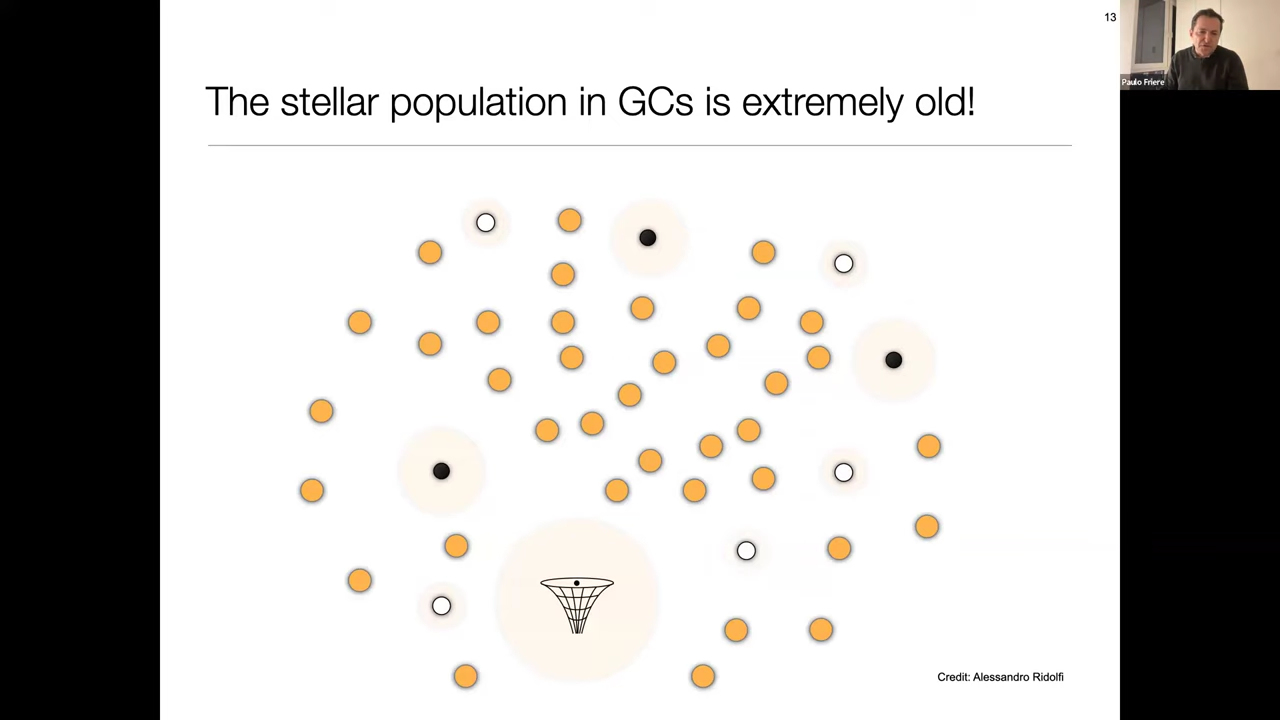 13
Paulo Friere
The stellar population in GCs is extremely old!
Credit: Alessandro Ridolfi